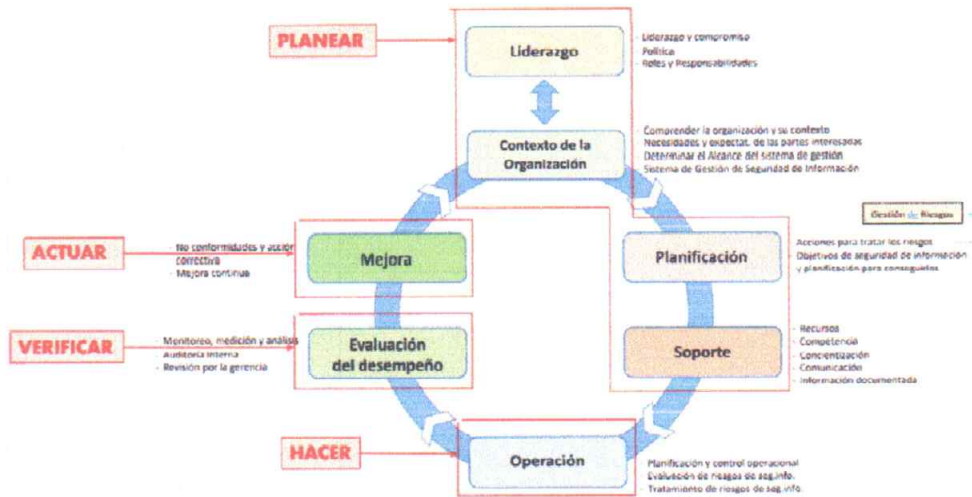 PLANEAR
Liderazgo
- Liderazgo y compromiso
- Política
- Roles y Responsabilidades
Contexto de la
Organización
- Comprender la organización y su contexto
Necesidades y expectat. de las partes interesadas
Determinar el Alcance del sistema de gestión
Sistema de Gestión de Seguridad de Información
Gestión de Riesgos
ACTUAR
- No conformidades y acción
correctiva
- Mejora continua
Mejora
Planificación
Acciones para tratar los riesgos
Objetivos de seguridad de información
y planificación para conseguirlos
VERIFICAR
- Monitoreo, medición y análisis
- Auditoría interna
- Revisión por la gerencia
Evaluación
del desempeño
Soporte
- Recursos
- Competencia
- Concientización
- Comunicación
- Información documentada
HACER
Operación
Planificación y control operacional
Evaluación de riesgos de seg.info.
- Tratamiento de riesgos de seg.info.